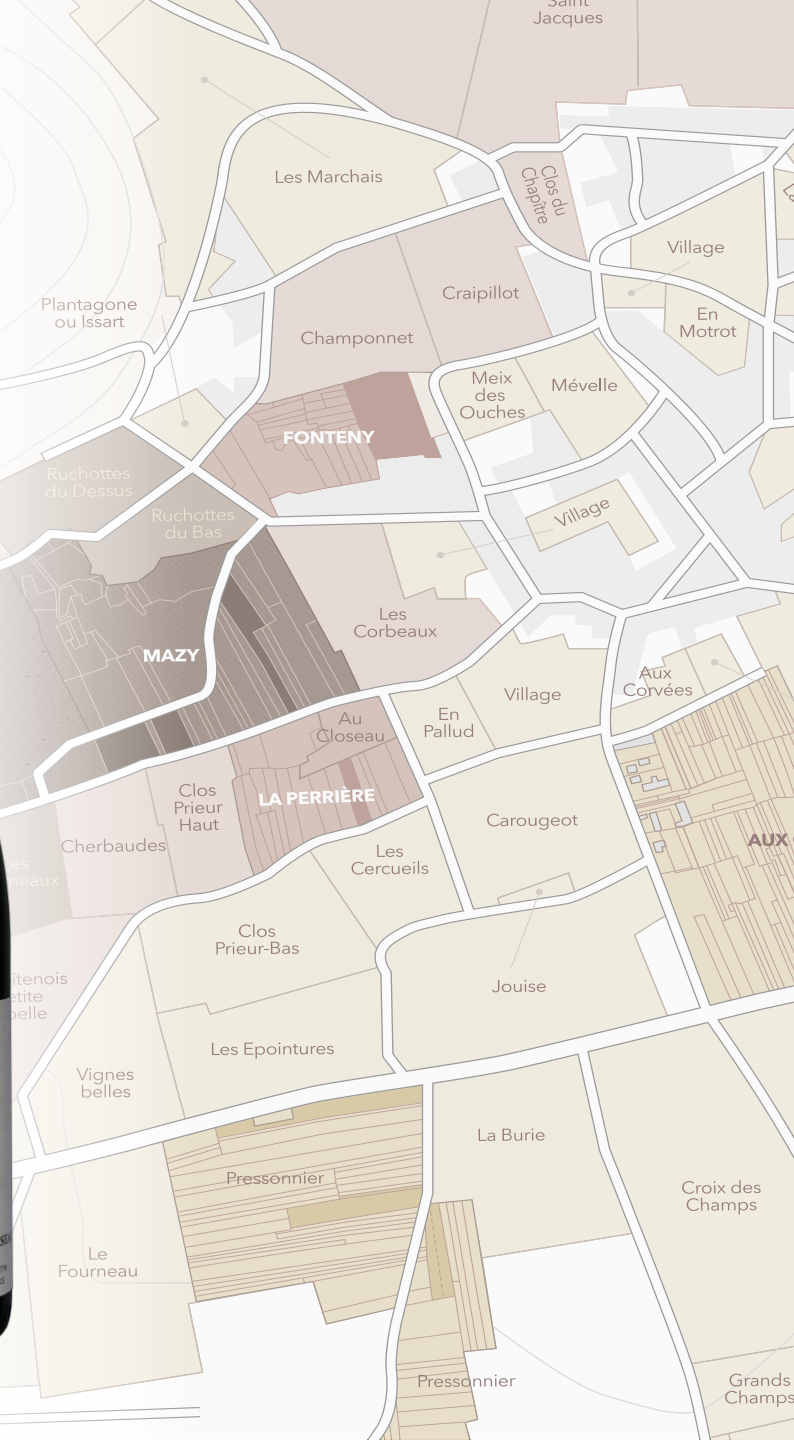 Saint
Jacques
Les Marchais
Clos du
Chapître
Village
Plantagone
ou Issart
Craipillot
En
Motrot
Champonnet
Meix
des
Ouches
Mévelle
FONTENY
Ruchottes
du Dessus
Ruchottes
du Bas
Village
Les
Corbeaux
MAZY
Aux
Corvées
Village
En
Pallud
Au
Closeau
Clos
Prieur
Haut
LA PERRIÈRE
Carougeot
Cherbaudes
AUX
Les
Cercueils
Clos
Prieur-Bas
Jouise
Les Epointures
Vignes
belles
La Burie
Pressonnier
Croix des
Champs
Le
Fourneau
Pressonnier
Grands
Champs